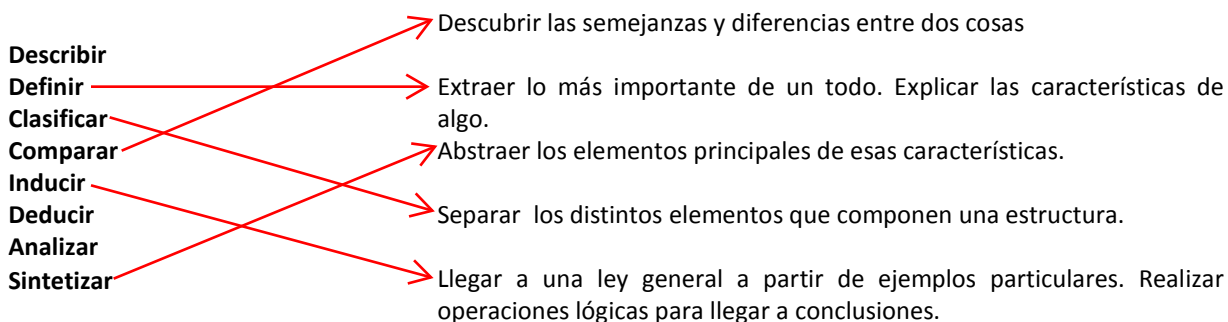 Descubrir las semejanzas y diferencias entre dos cosas
Describir
Definir
Extraer lo más importante de un todo. Explicar las características de
algo.
Clasificar
Comparar
Abstraer los elementos principales de esas características.
Inducir
Deducir
Separar los distintos elementos que componen una estructura.
Analizar
Sintetizar
Llegar a una ley general a partir de ejemplos particulares. Realizar
operaciones lógicas para llegar a conclusiones.